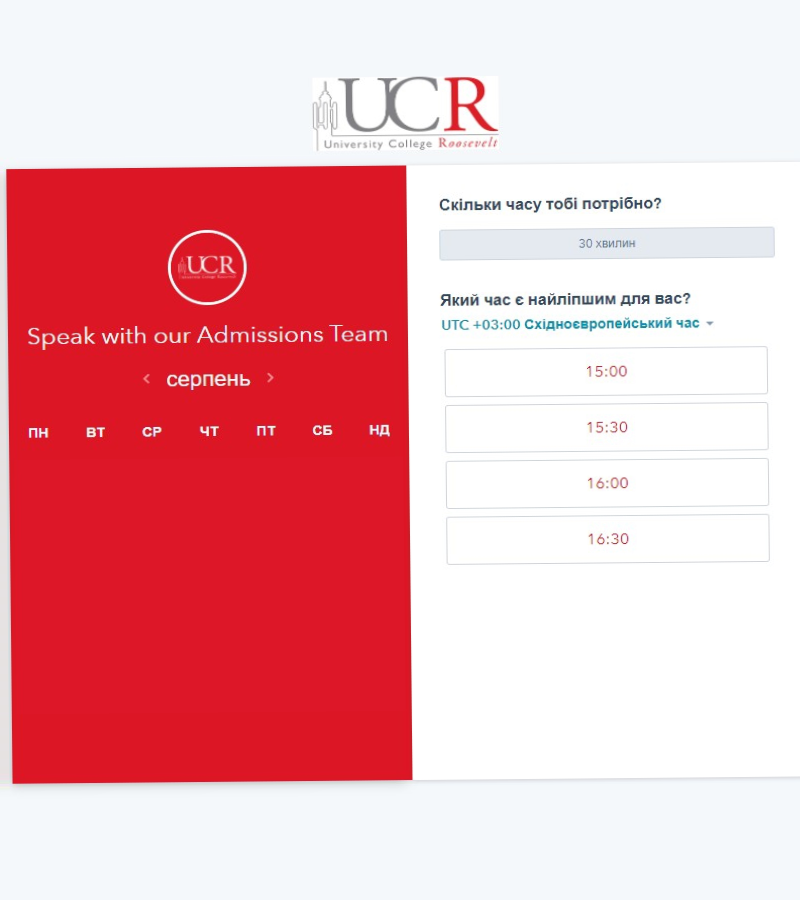 UCR
University College Roosevelt
UCR
University College Roosevelt
Speak with our Admissions Team
серпень
ПН ВТ СР ЧТ ПТ СБ НД
Скільки часу тобі потрібно?
30 хвилин
Який час є найліпшим для вас?
UTC +03:00 Східноєвропейський час
15:00
15:30
16:00
16:30